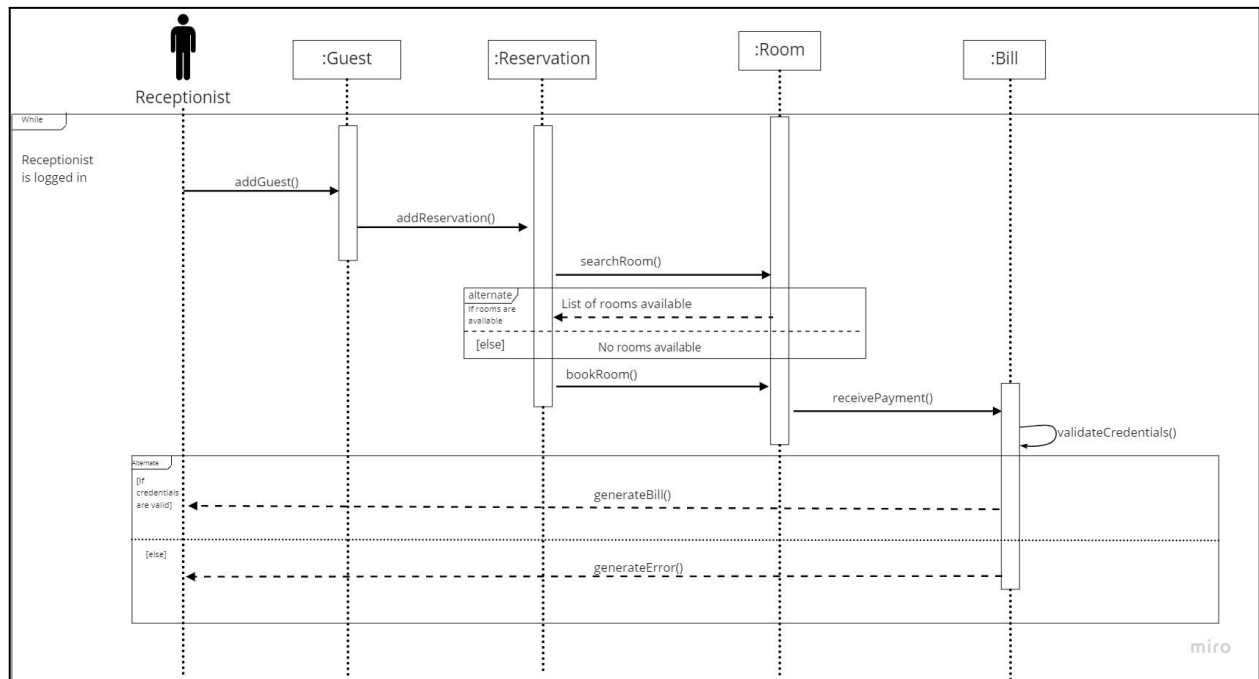 :Guest
:Reservation
:Room
:Bill
Receptionist
While
Receptionist
is logged in
addGuest()
addReservation()
searchRoom()
alternate
If rooms are
available
List of rooms available
[else]
No rooms available
bookRoom()
receivePayment()
validateCredentials()
Alternate
[If
credentials
are valid]
generateBill()
[else]
generateError()
miro